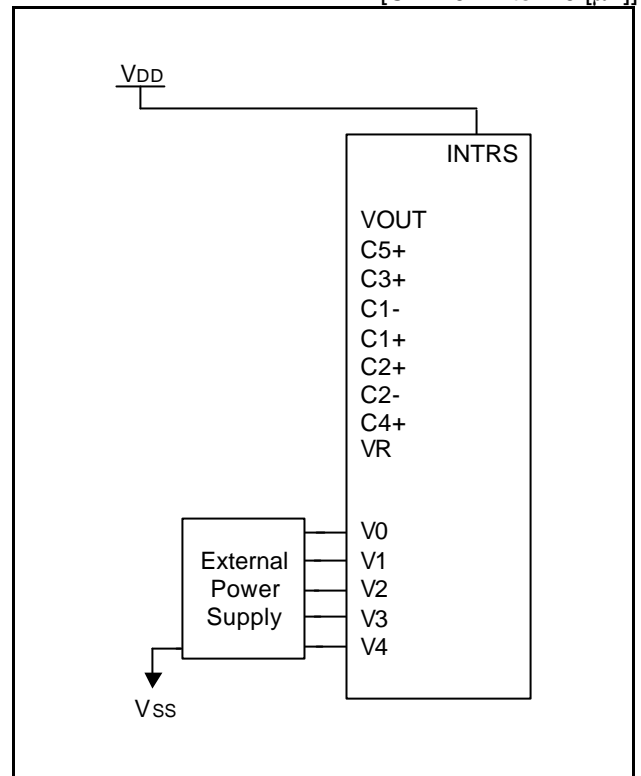 VDD
INTRS
VOUT
C5+
C3+
C1-
C1+
C2+
C2-
C4+
VR
External
Power
Supply
V0
V1
V2
V3
V4
VSS